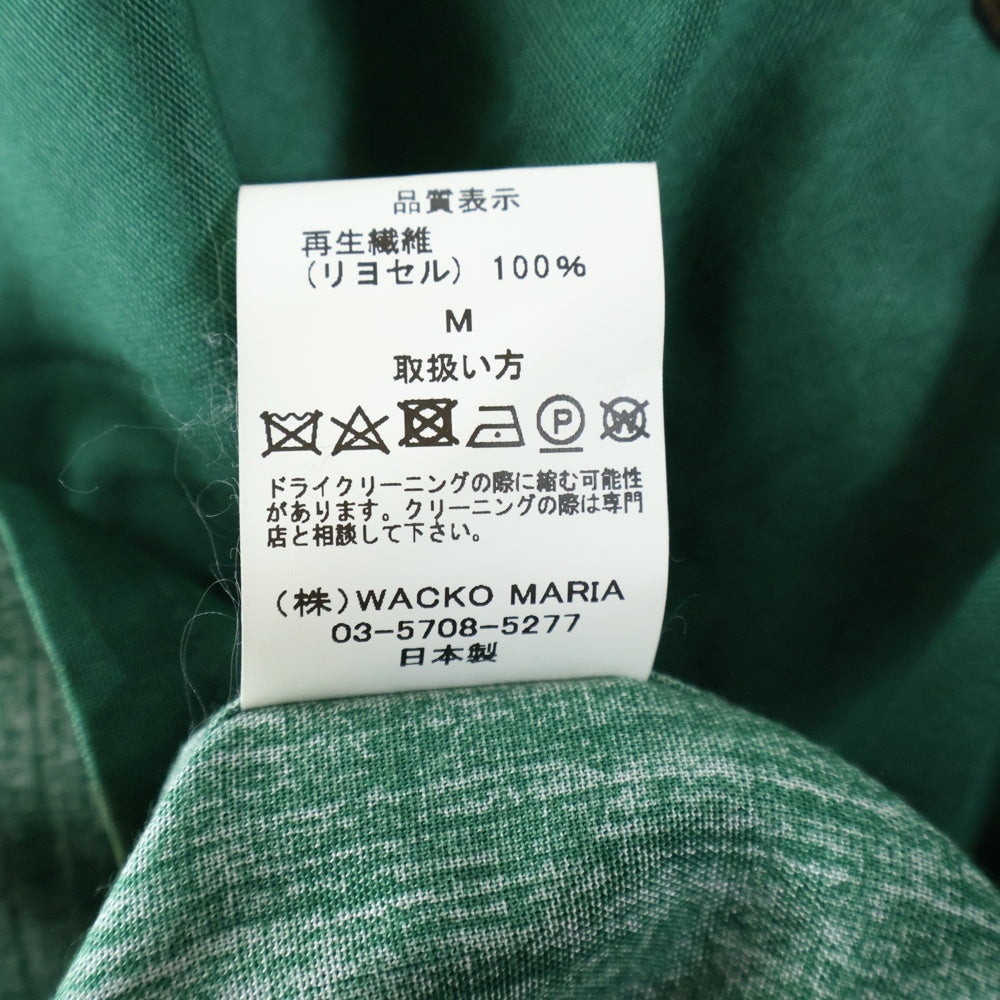 品質表示
再生繊維
(リヨセル) 100%
M
取扱い方
P W
ドライクリーニングの際に縮む可能性
があります。クリーニングの際は専門
店と相談して下さい。
(株)WACKO MARIA
03-5708-5277
日本製